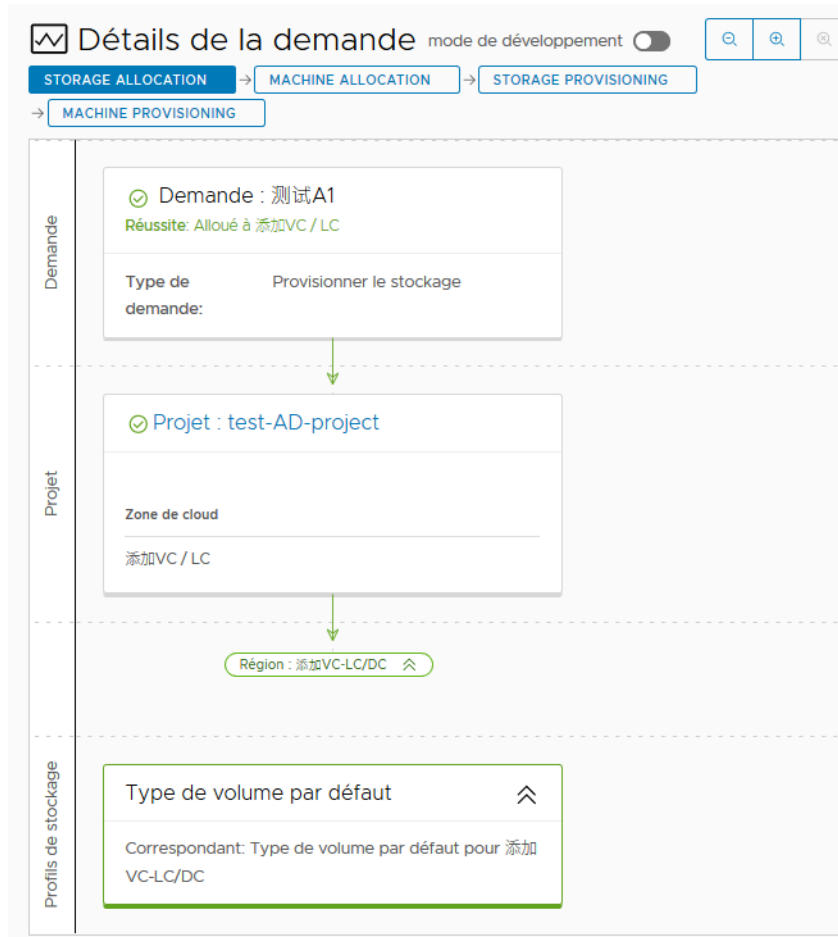 Détails de la demande mode de développement
STORAGE ALLOCATION → MACHINE ALLOCATION → STORAGE PROVISIONING
→ MACHINE PROVISIONING
Demande
Demande : 测试A1
Réussite: Alloué à 添加VC / LC
Type de
demande:
Provisionner le stockage
Projet
Projet : test-AD-project
Zone de cloud
添加VC / LC
Région : 添加VC-LC/DC
Profils de stockage
Type de volume par défaut
Correspondant: Type de volume par défaut pour 添加
VC-LC/DC